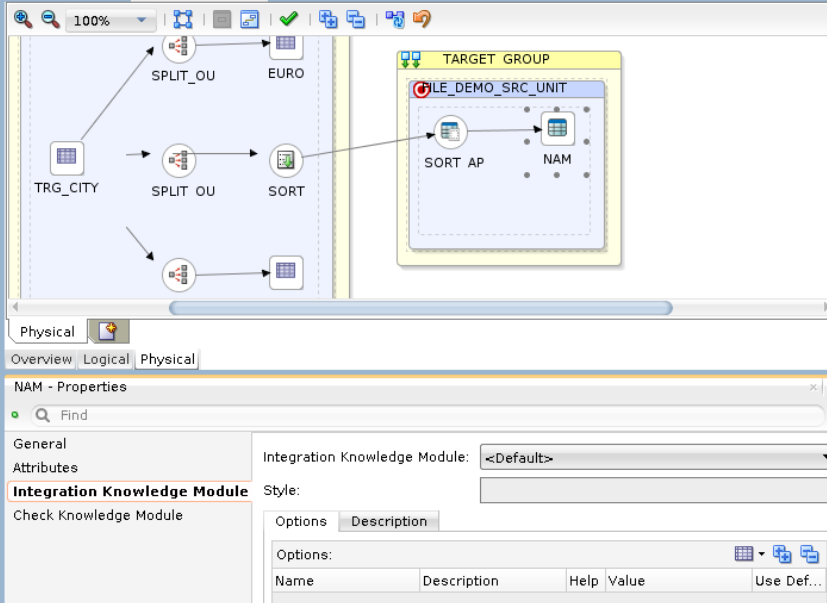 100%
TARGET GROUP
FILE_DEMO_SRC_UNIT
SPLIT_OU
EURO
TRG_CITY
SPLIT OU
SORT
SORT AP
NAM
Physical
Overview Logical Physical
NAM - Properties
Find
General
Attributes
Integration Knowledge Module
Check Knowledge Module
Integration Knowledge Module: <Default>
Style:
Options Description
Options:
Name Description Help Value Use Def...